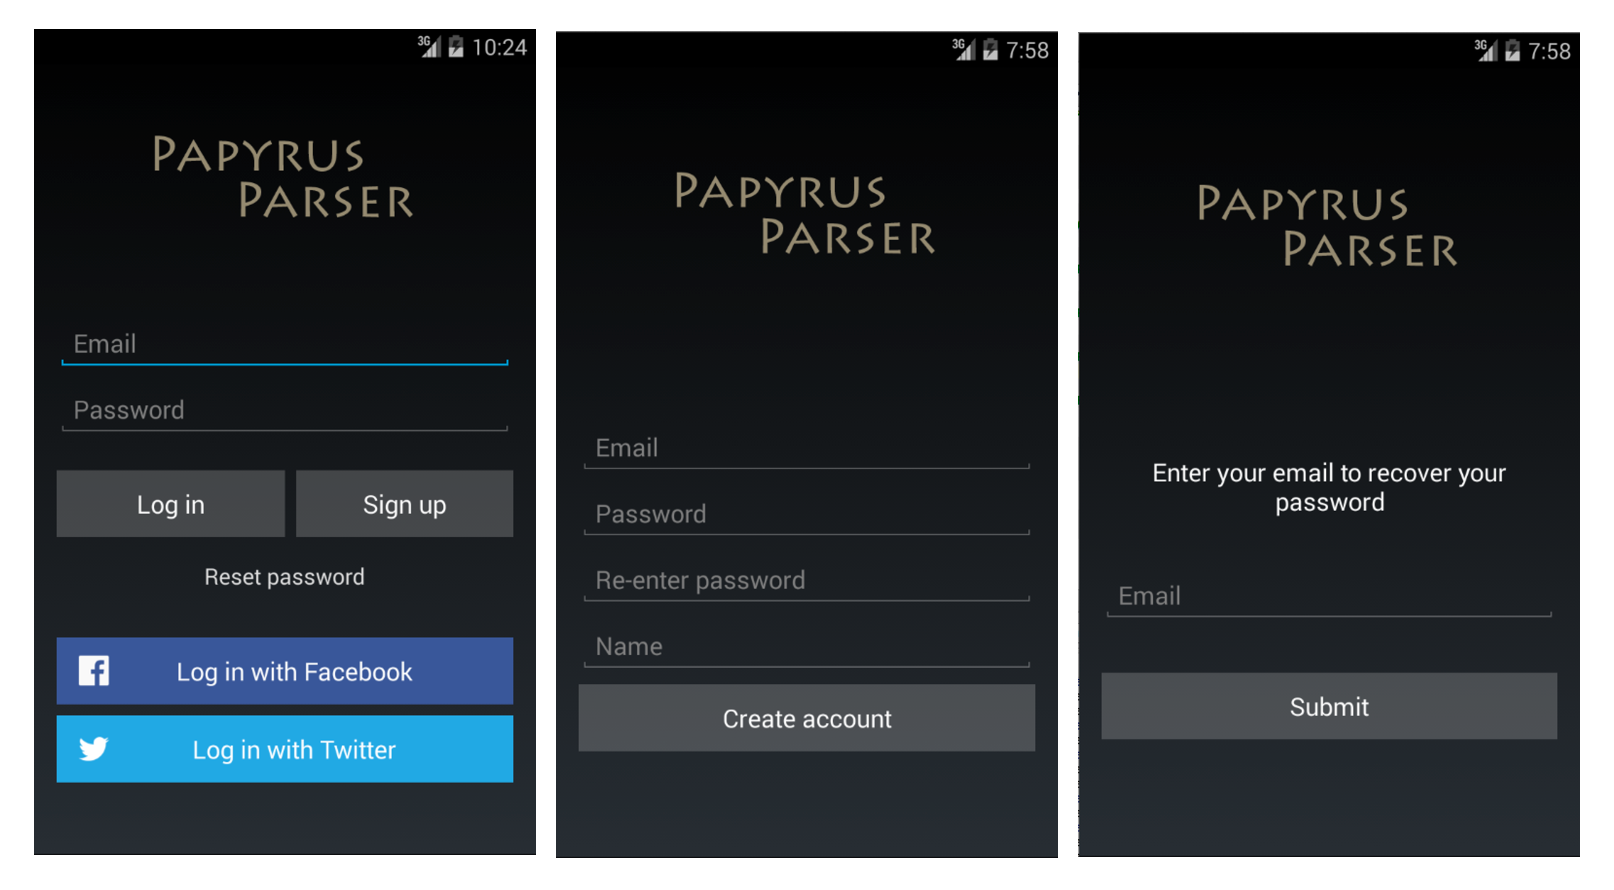 3G 10:24
PAPYRUS
PARSER
Email
Password
Log in
Sign up
Reset password
Log in with Facebook
Log in with Twitter
3G 7:58
PAPYRUS
PARSER
Email
Password
Re-enter password
Name
Create account
3G 7:58
PAPYRUS
PARSER
Enter your email to recover your
password
Email
Submit